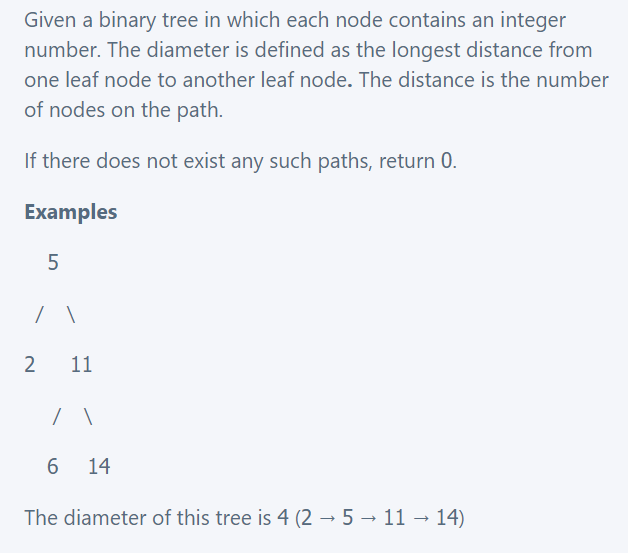 Given a binary tree in which each node contains an integer
number. The diameter is defined as the longest distance from
one leaf node to another leaf node. The distance is the number
of nodes on the path.
If there does not exist any such paths, return 0.
Examples
5
/ \
2 11
/ \
6 14
The diameter of this tree is 4 (2 → 5 → 11 → 14)